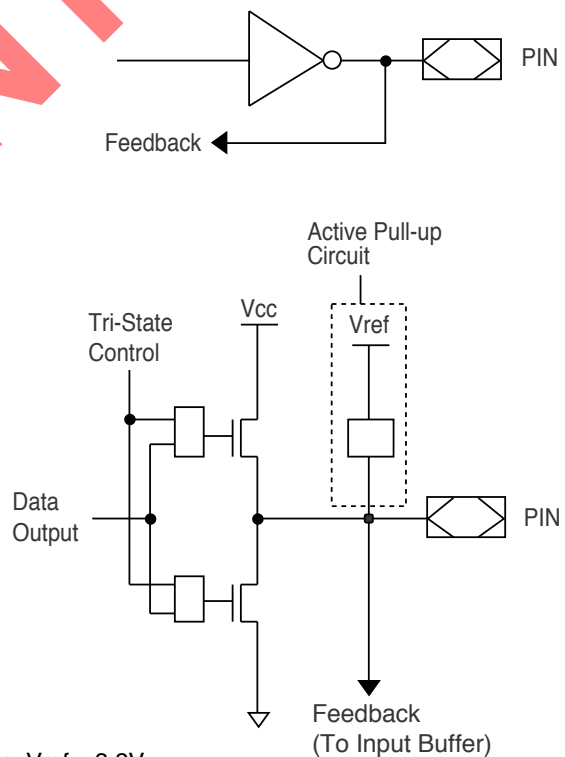 PIN
Feedback
Active Pull-up
Circuit
Vcc
Vref
Tri-State
Control
Data
Output
PIN
Feedback
(To Input Buffer)